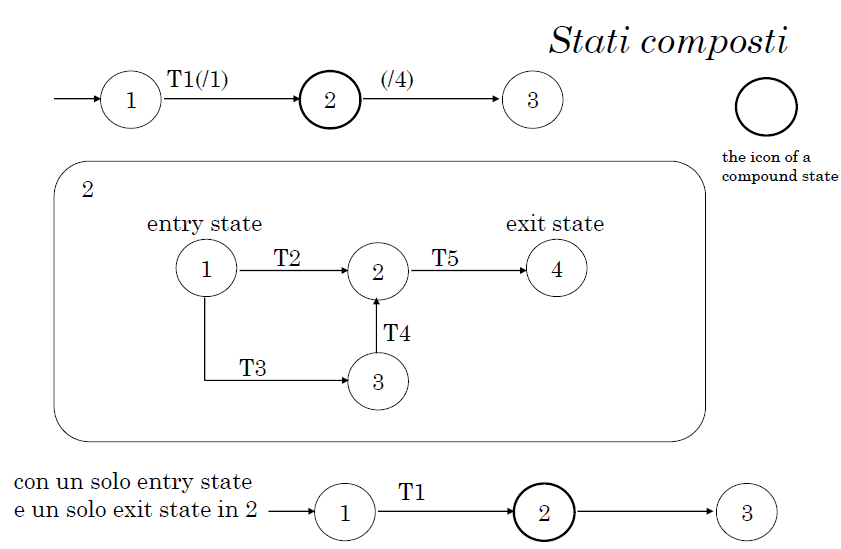 Stati composti
T1(/1)
(/4)
1
2
3
the icon of a
compound state
2
entry state
exit state
1
T2
2
T5
4
T4
T3
3
con un solo entry state
e un solo exit state in 2
1
T1
2
3